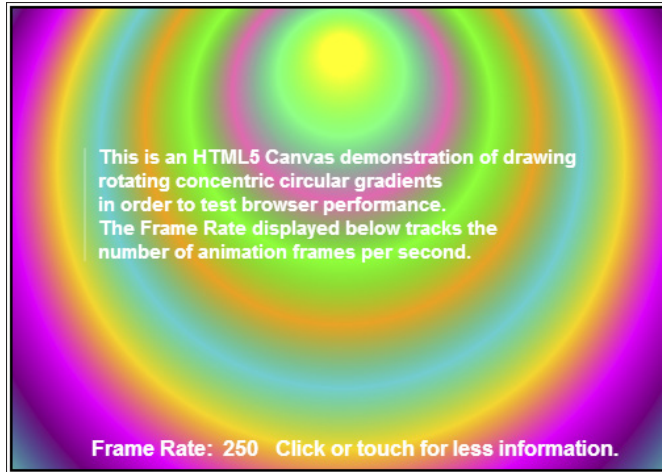 This is an HTML5 Canvas demonstration of drawing
rotating concentric circular gradients
in order to test browser performance.
The Frame Rate displayed below tracks the
number of animation frames per second.
Frame Rate: 250 Click or touch for less information.